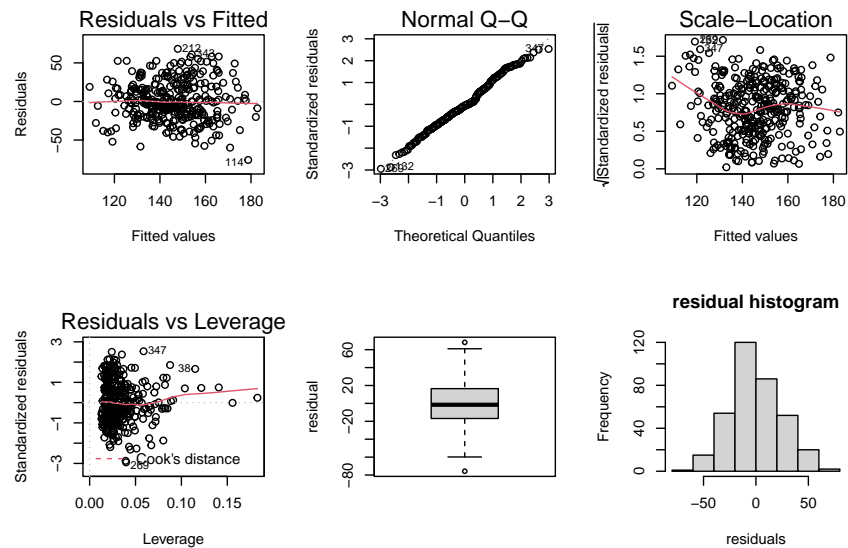 Residuals vs Fitted
Residuals
50
0
−50
212
343
114
120 140 160 180
Fitted values
Normal Q−Q
Standardized residuals
3
1
−1
−3
347
132
−3 −2 −1 0 1 2 3
Theoretical Quantiles
Scale−Location
√|Standardized residuals|
1.5
1.0
0.5
0.0
347
120 140 160 180
Fitted values
Residuals vs Leverage
Standardized residuals
3
1
−1
−3
347
38
269
Cook's distance
0.00 0.05 0.10 0.15
Leverage
residual
60
20
−20
−80
residual histogram
Frequency
120
80
40
0
−50 0 50
residuals